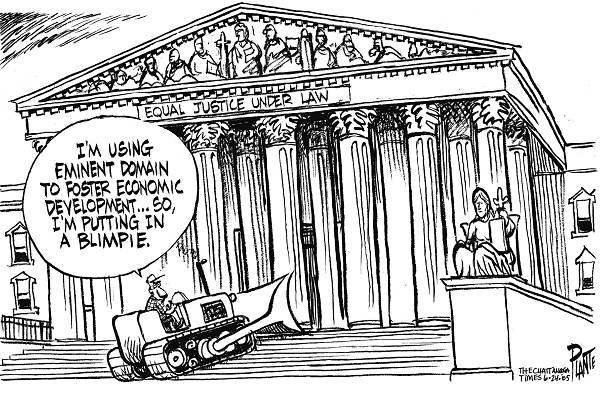 EQUAL JUSTICE UNDER LAW
I'M USING
EMINENT DOMAIN
TO FOSTER ECONOMIC
DEVELOPMENT... SO,
I'M PUTTING IN
A BLIMPIE.
PLANTE
THE CHATTANOOGA
TIMES 6-24-05